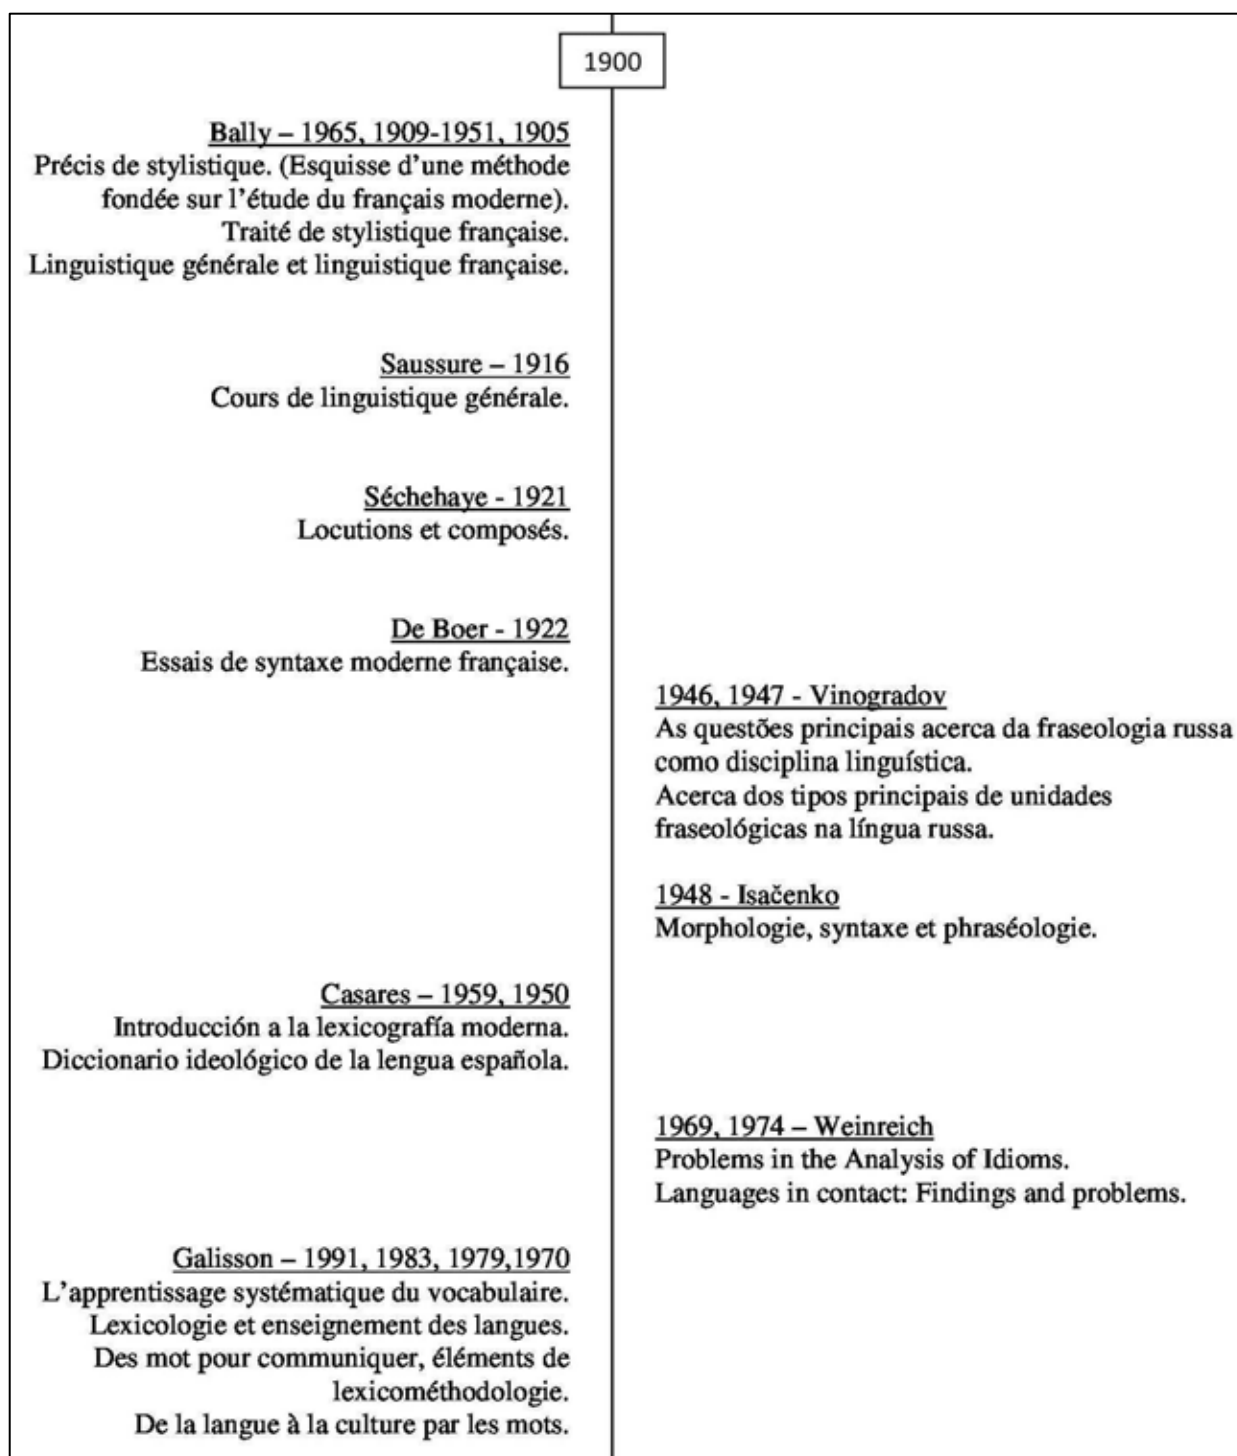 1900
Bally – 1965, 1909-1951, 1905
Précis de stylistique. (Esquisse d’une méthode
fondée sur l’étude du français moderne).
Traité de stylistique française.
Linguistique générale et linguistique française.
Saussure – 1916
Cours de linguistique générale.
Séchehaye - 1921
Locutions et composés.
De Boer - 1922
Essais de syntaxe moderne française.
1946, 1947 - Vinogradov
As questões principais acerca da fraseologia russa
como disciplina linguística.
Acerca dos tipos principais de unidades
fraseológicas na língua russa.
1948 - Isačenko
Morphologie, syntaxe et phraséologie.
Casares – 1959, 1950
Introducción a la lexicografía moderna.
Diccionario ideológico de la lengua española.
1969, 1974 – Weinreich
Problems in the Analysis of Idioms.
Languages in contact: Findings and problems.
Galisson – 1991, 1983, 1979,1970
L’apprentissage systématique du vocabulaire.
Lexicologie et enseignement des langues.
Des mot pour communiquer, éléments de
lexicométhodologie.
De la langue à la culture par les mots.